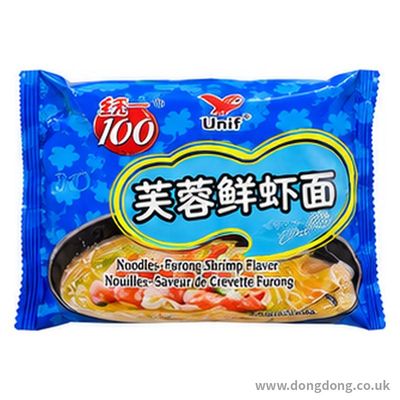 统一
100
Unif®
芙蓉鲜虾面
Noodles-Furong Shrimp Flaver
Nouilles-Saveur de Crevette Furong
www.dongdong.co.uk